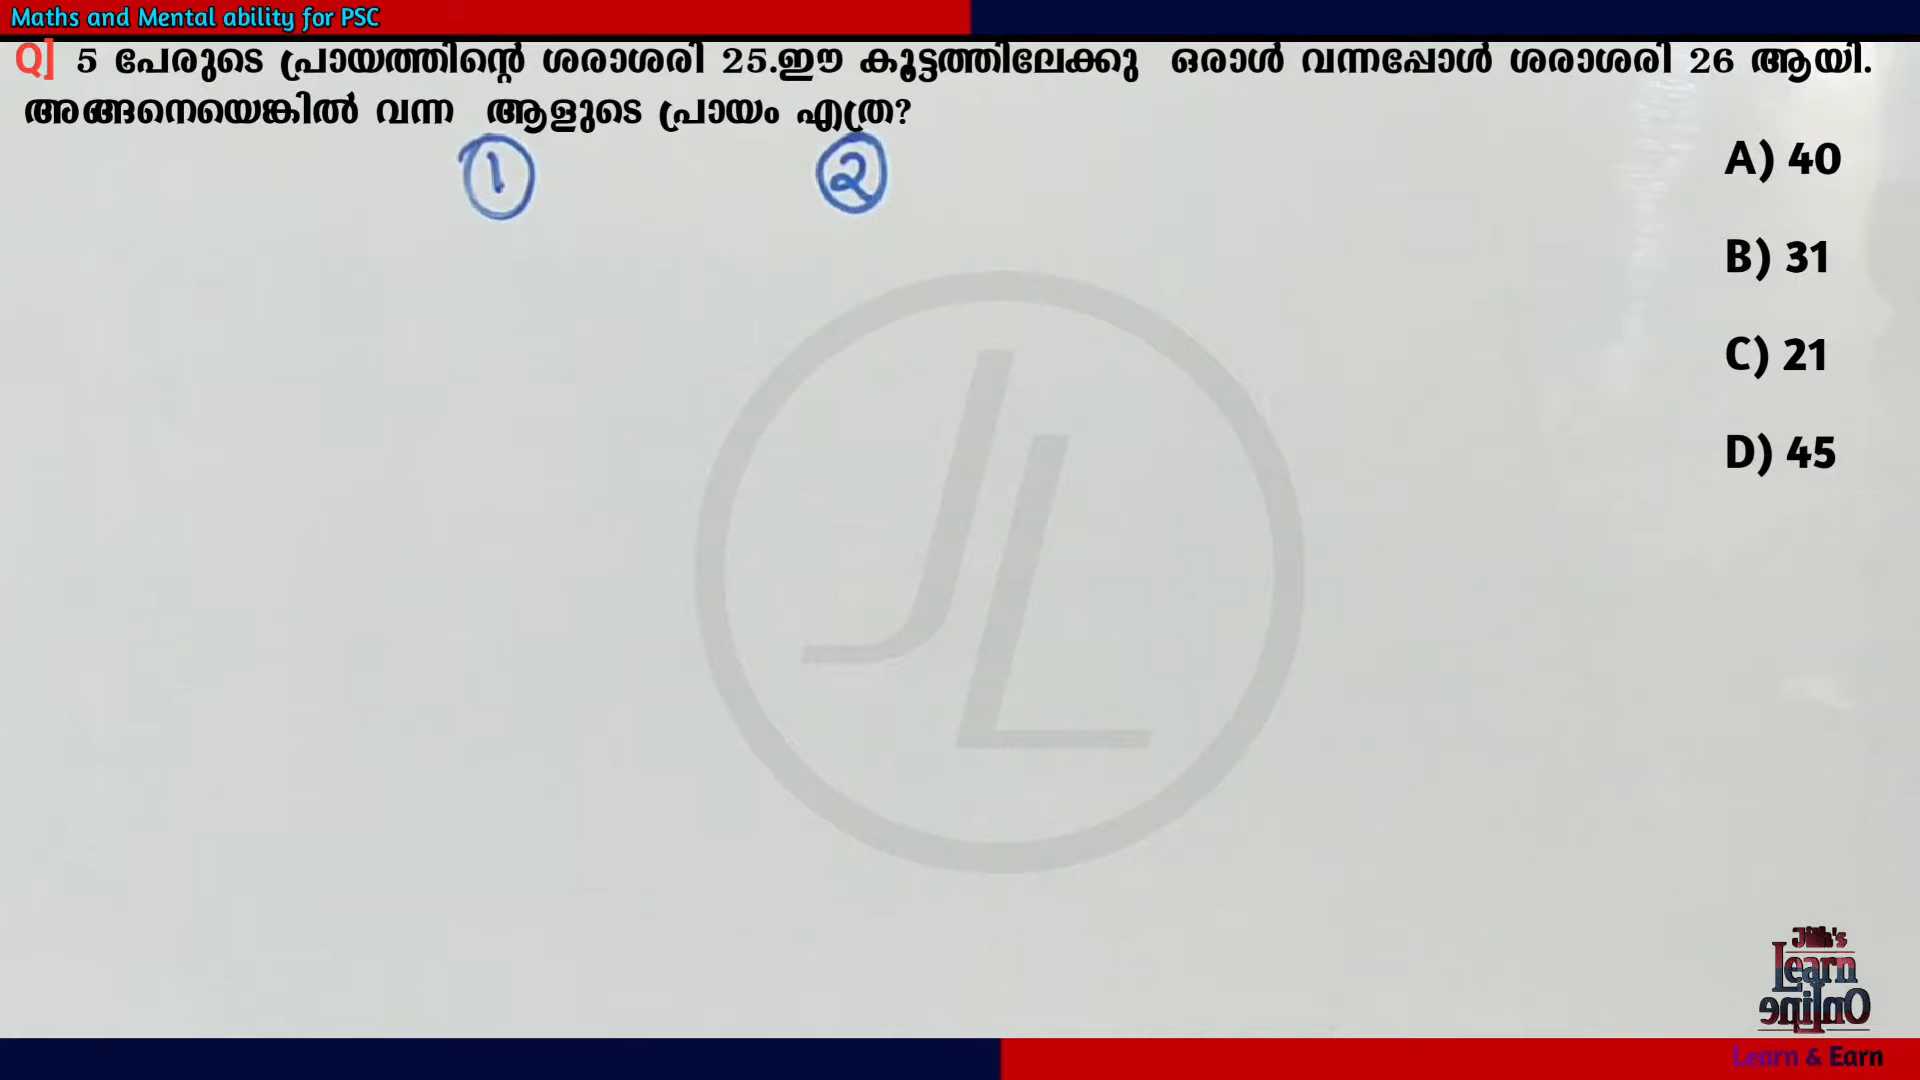 Maths and Mental ability for PSC
Q] 5 പേരുടെ പ്രായത്തിന്റെ ശരാശരി 25.ഈ കൂട്ടത്തിലേക്കു ഒരാൾ വന്നപ്പോൾ ശരാശരി 26 ആയി.
അങ്ങനെയെങ്കിൽ വന്ന ആളുടെ പ്രായം എത്ര?
1 2
A) 40
B) 31
C) 21
D) 45
JL
Jith's
Learn
Online
Learn & Earn